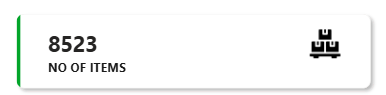 8523
NO OF ITEMS